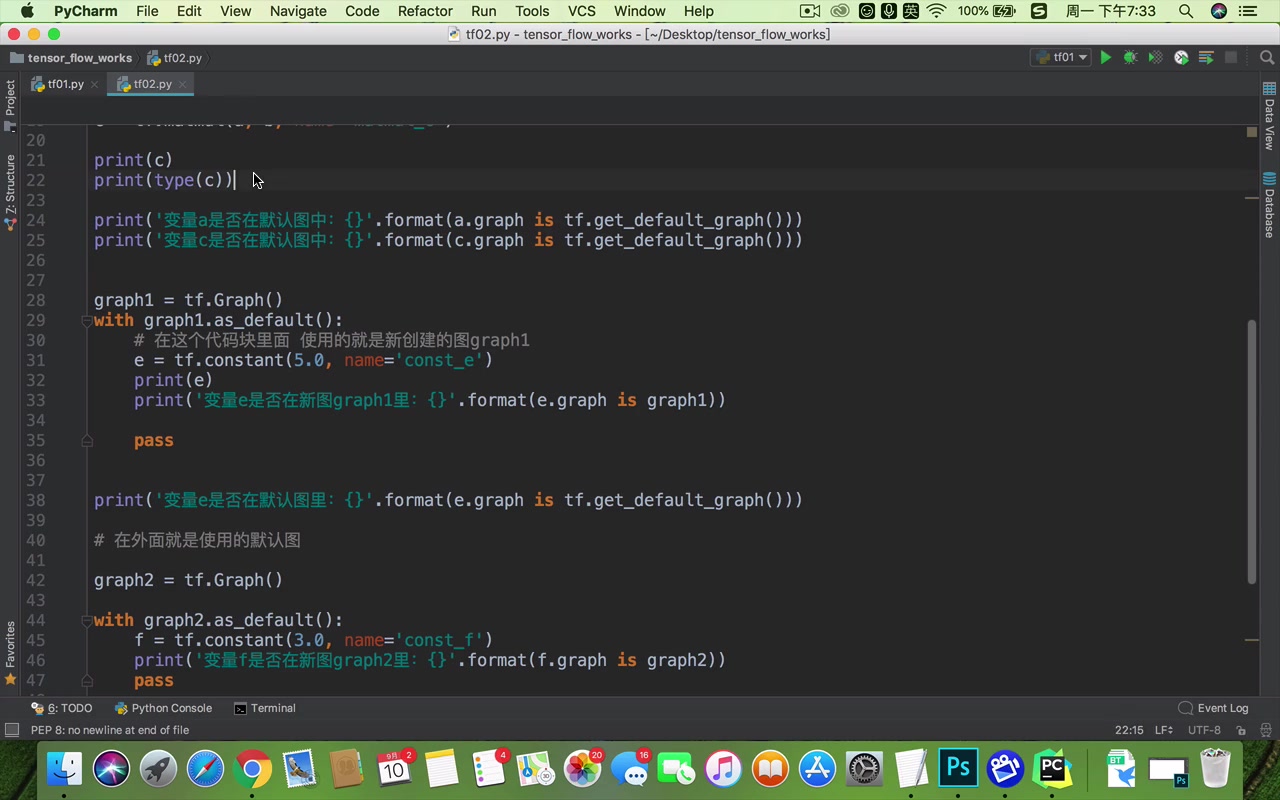 PyCharm File Edit View Navigate Code Refactor Run Tools VCS Window Help 英 100% 周一 下午7:33
tf02.py - tensor_flow_works - [~/Desktop/tensor_flow_works]
tensor_flow_works tf02.py tf01
tf01.py tf02.py
Project
Z: Structure
Favorites
Data View
Database
20
21 print(c)
22 print(type(c))
23
24 print('变量a是否在默认图中: {}'.format(a.graph is tf.get_default_graph()))
25 print('变量c是否在默认图中: {}'.format(c.graph is tf.get_default_graph()))
26
27
28 graph1 = tf.Graph()
29 with graph1.as_default():
30 # 在这个代码块里面 使用的就是新创建的图graph1
31 e = tf.constant(5.0, name='const_e')
32 print(e)
33 print('变量e是否在新图graph1里: {}'.format(e.graph is graph1))
34
35 pass
36
37
38 print('变量e是否在默认图里: {}'.format(e.graph is tf.get_default_graph()))
39
40 # 在外面就是使用的默认图
41
42 graph2 = tf.Graph()
43
44 with graph2.as_default():
45 f = tf.constant(3.0, name='const_f')
46 print('变量f是否在新图graph2里: {}'.format(f.graph is graph2))
47 pass
6: TODO Python Console Terminal Event Log
PEP 8: no newline at end of file 22:15 LF UTF-8
9月 10 2 4 20 16 Ps PC BT Ps